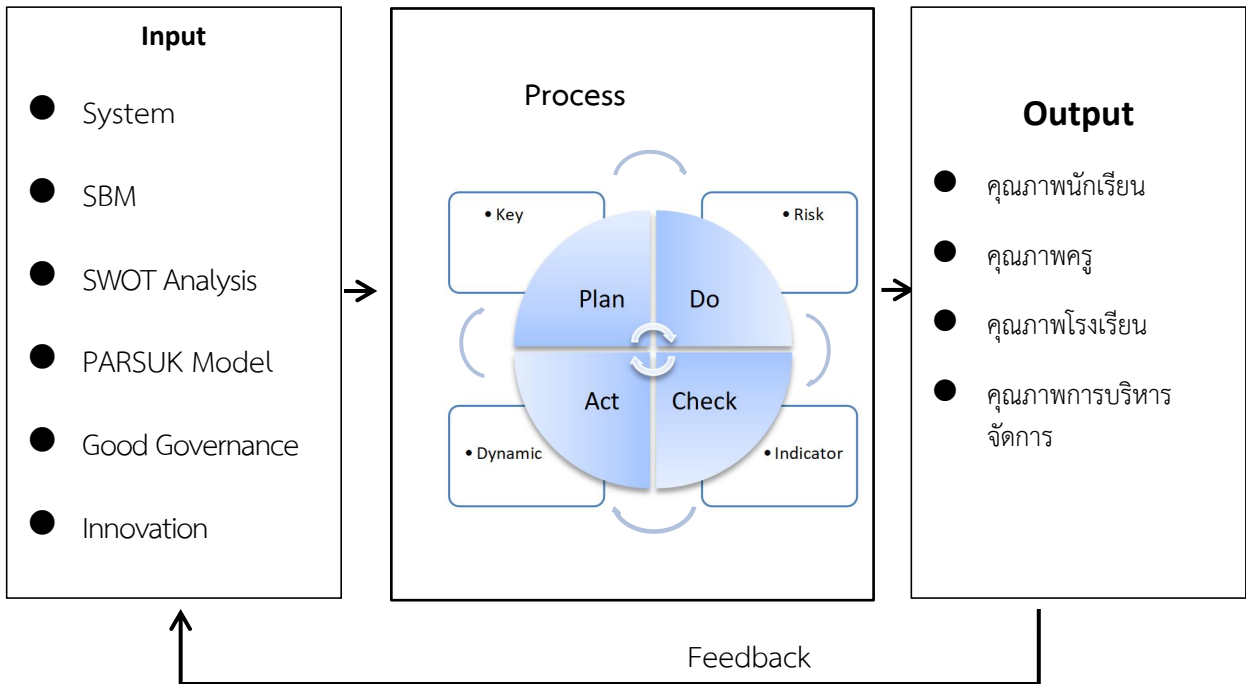 Input
● System
● SBM
● SWOT Analysis
● PARSUK Model
● Good Governance
● Innovation
Process
• Key
• Risk
Plan
Do
Act
Check
• Dynamic
• Indicator
Output
● คุณภาพนักเรียน
● คุณภาพครู
● คุณภาพโรงเรียน
● คุณภาพการบริหาร
จัดการ
Feedback